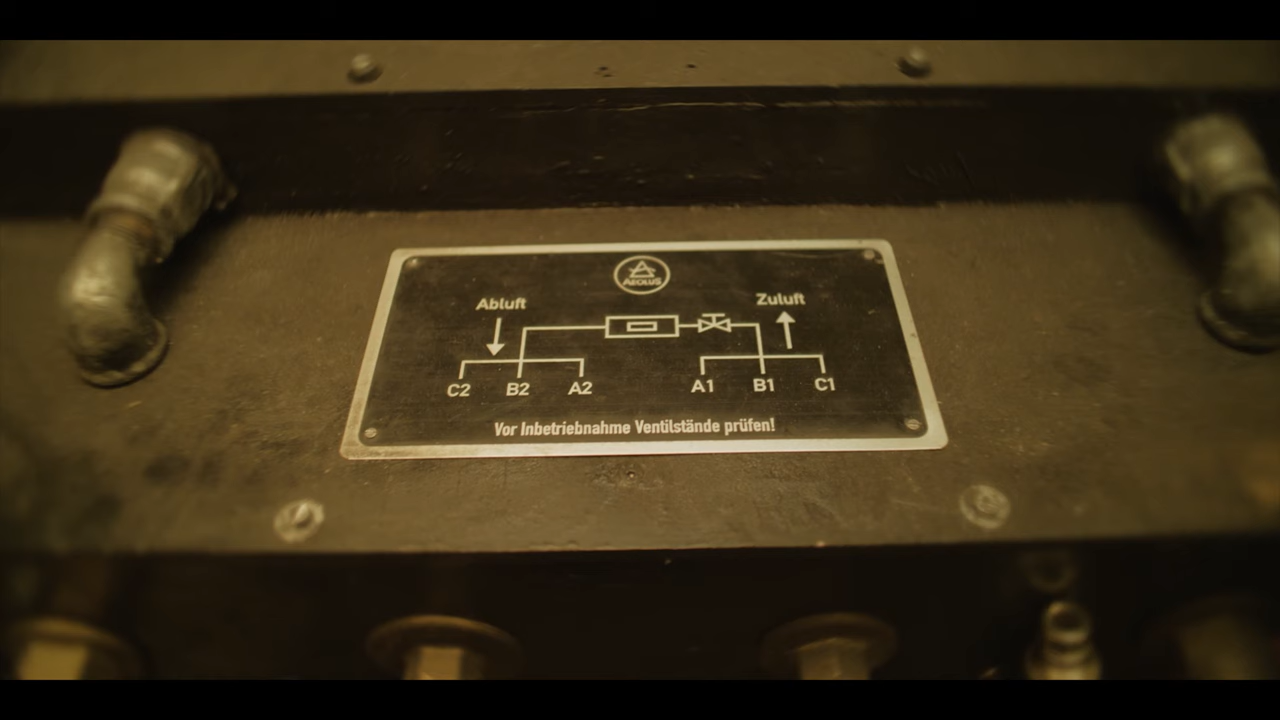 AEOLUS
Abluft
Zuluft
C2 B2 A2
A1 B1 C1
Vor Inbetriebnahme Ventilstände prüfen!